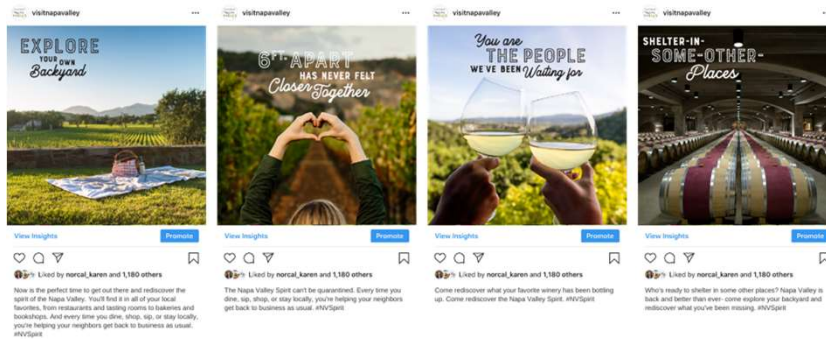 visitnapavalley
EXPLORE
YOUR OWN
Backyard
View Insights
Promote
Liked by norcal_karen and 1,180 others
Now is the perfect time to get out there and rediscover the
spirit of the Napa Valley. You'll find it in all of your local
favorites, from restaurants and tasting rooms to bakeries and
bookshops. And every time you dine, shop, sip, or stay locally,
you're helping your neighbors get back to business as usual.
#NVSpirit
visitnapavalley
6FT. APART
HAS NEVER FELT
Closer Together
View Insights
Promote
Liked by norcal_karen and 1,180 others
The Napa Valley Spirit can't be quarantined. Every time you
dine, sip, shop, or stay locally, you're helping your neighbors
get back to business as usual. #NVSpirit
visitnapavalley
You are
THE PEOPLE
WE'VE BEEN Waiting for
View Insights
Promote
Liked by norcal_karen and 1,180 others
Come rediscover what your favorite winery has been bottling
up. Come rediscover the Napa Valley Spirit. #NVSpirit
visitnapavalley
SHELTER-IN-
SOME-OTHER-
Places
View Insights
Promote
Liked by norcal_karen and 1,180 others
Who's ready to shelter in some other places? Napa Valley is
back and better than ever- come explore your backyard and
rediscover what you've been missing. #NVSpirit